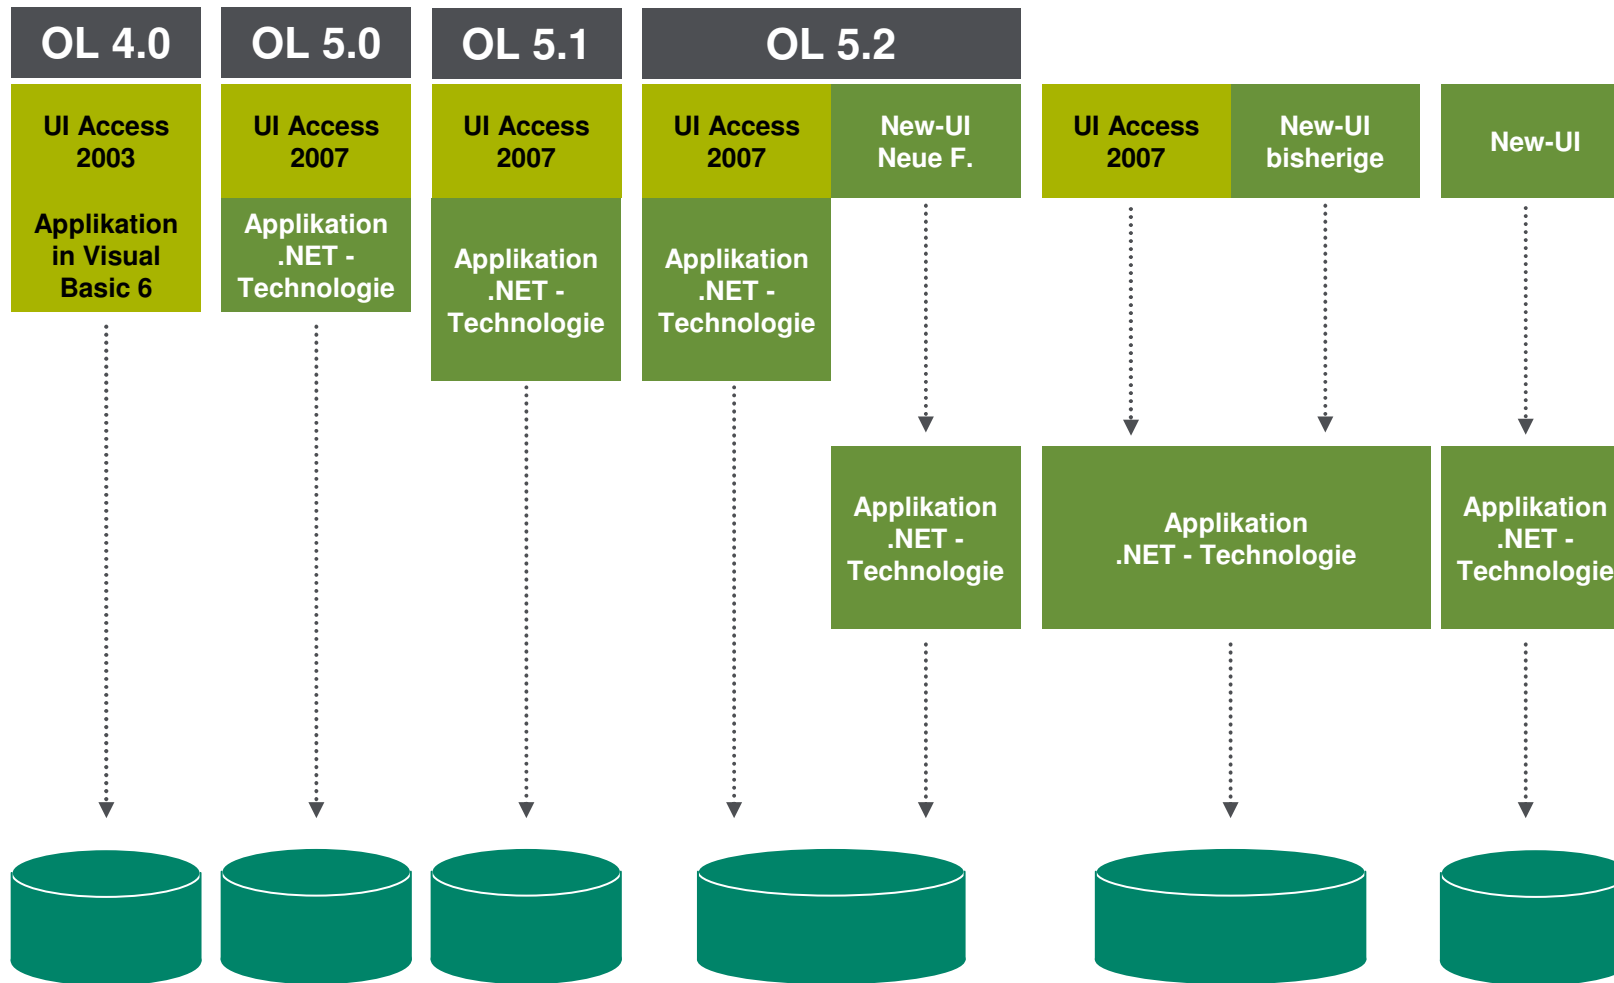 OL 4.0
OL 5.0
OL 5.1
OL 5.2
UI Access
2003
UI Access
2007
UI Access
2007
UI Access
2007
New-UI
Neue F.
UI Access
2007
New-UI
bisherige
New-UI
Applikation
in Visual
Basic 6
Applikation
.NET -
Technologie
Applikation
.NET -
Technologie
Applikation
.NET -
Technologie
Applikation
.NET -
Technologie
Applikation
.NET - Technologie
Applikation
.NET -
Technologie